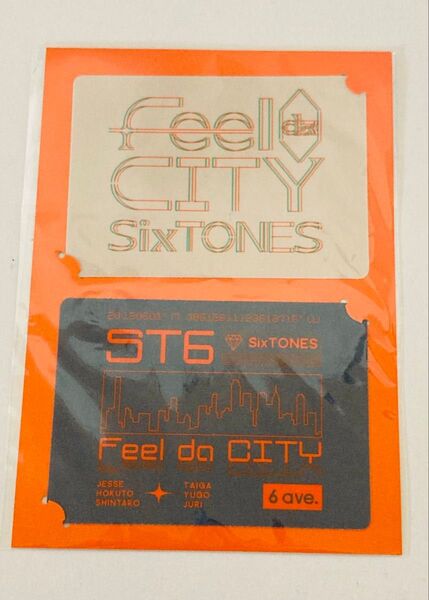 Feel da
CITY
SixTONES
ST6 SixTONES
Feel da CITY
JESSE TAIGA
HOKUTO YUGO
SHINTARO JURI
6 ave.